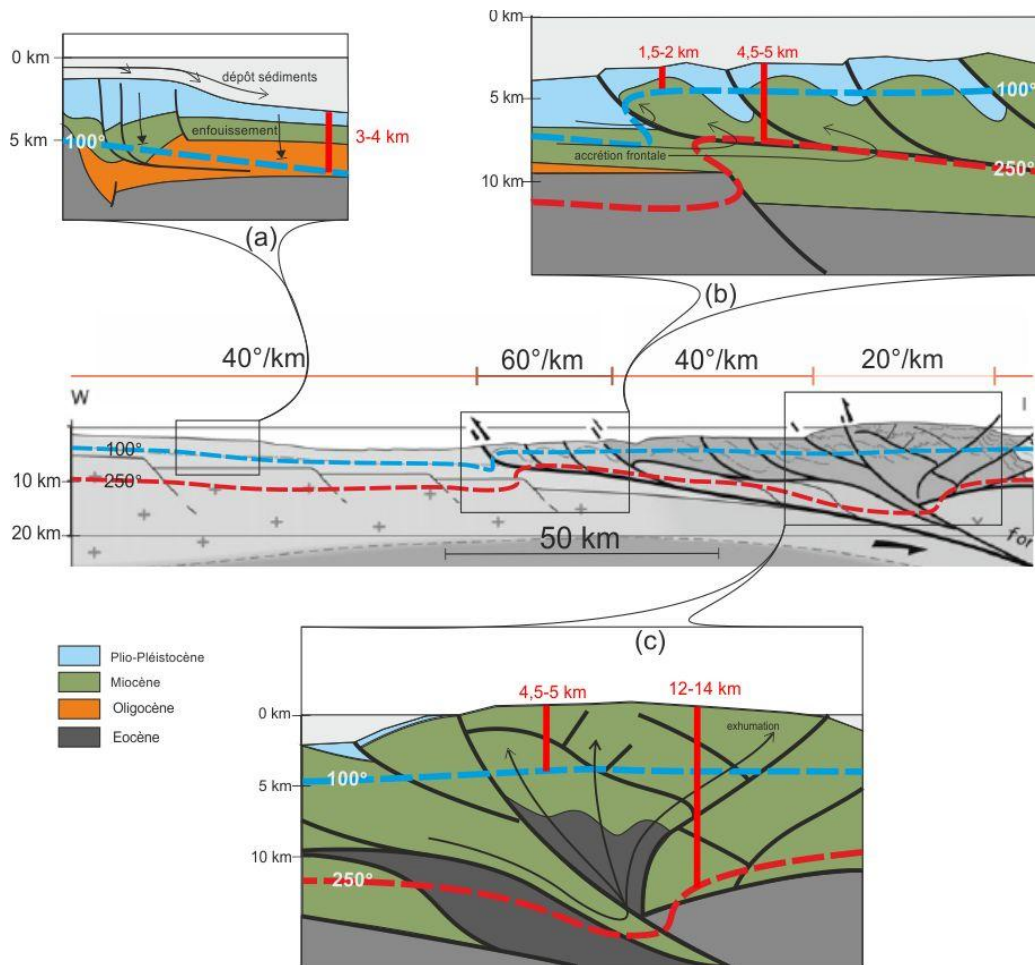 0 km
dépôt sédiments
enfouissement
5 km
100°
3-4 km
(a)
0 km
1,5-2 km
4,5-5 km
100°
5 km
accrétion frontale
250°
10 km
(b)
40°/km
60°/km
40°/km
20°/km
W
I
100°
10 km
250°
20 km
50 km
for
(c)
Plio-Pléistocène
Miocène
Oligocène
Eocène
4,5-5 km
12-14 km
0 km
exhumation
100°
5 km
10 km
250°